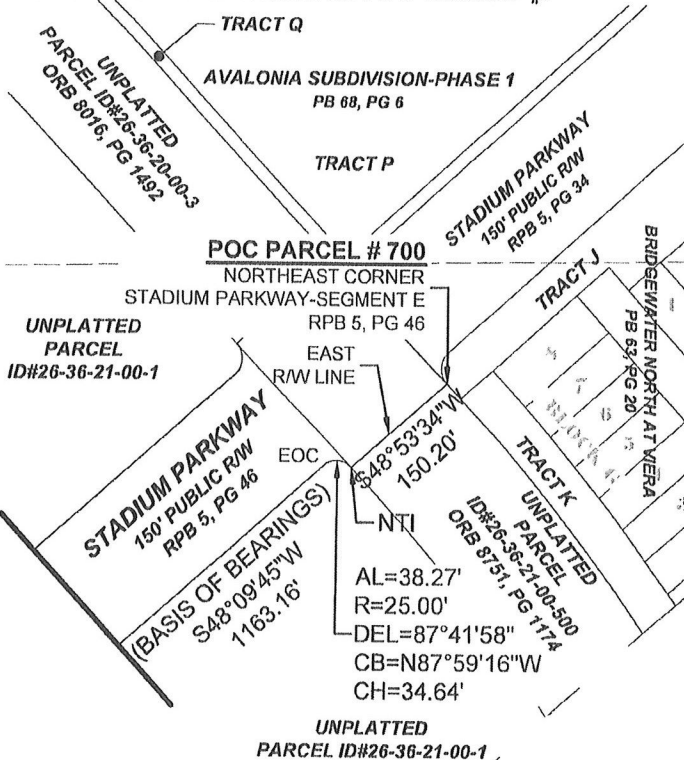 TRACT Q
AVALONIA SUBDIVISION-PHASE 1
PB 68, PG 6
UNPLATTED
PARCEL ID#26-36-20-00-3
ORB 8016, PG 1492
TRACT P
STADIUM PARKWAY
150' PUBLIC R/W
RPB 5, PG 34
POC PARCEL # 700
NORTHEAST CORNER
STADIUM PARKWAY-SEGMENT E
RPB 5, PG 46
TRACT J
BRIDGEWATER NORTH AT VIERA
PB 63, PG 20
UNPLATTED
PARCEL
ID#26-36-21-00-1
EAST
R/W LINE
BLOCK
STADIUM PARKWAY
150' PUBLIC R/W
RPB 5, PG 46
EOC
S48°53'34"W
150.20'
TRACT K
UNPLATTED
PARCEL
ID#26-36-21-00-500
ORB 8751, PG 1174
NTI
(BASIS OF BEARINGS)
S48°09'45"W
1163.16'
AL=38.27'
R=25.00'
DEL=87°41'58"
CB=N87°59'16"W
CH=34.64'
UNPLATTED
PARCEL ID#26-36-21-00-1